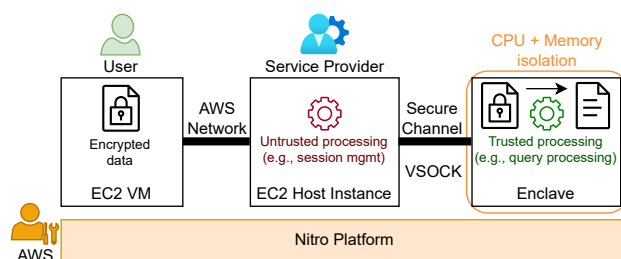 User
Service Provider
CPU + Memory
isolation
Encrypted
data
EC2 VM
AWS
Network
Untrusted processing
(e.g., session mgmt)
EC2 Host Instance
Secure
Channel
VSOCK
Trusted processing
(e.g., query processing)
Enclave
AWS
Nitro Platform